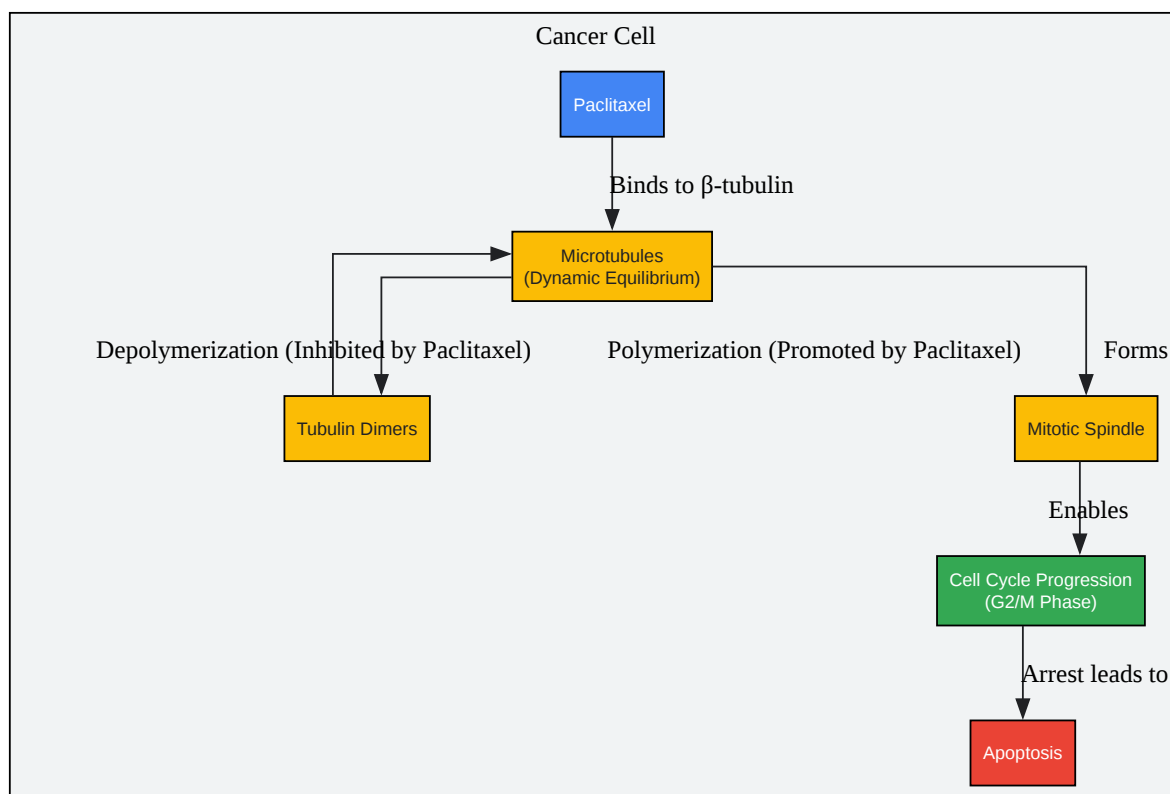 Cancer Cell
Paclitaxel
Binds to β-tubulin
Microtubules
(Dynamic Equilibrium)
Depolymerization (Inhibited by Paclitaxel)
Polymerization (Promoted by Paclitaxel)
Forms
Tubulin Dimers
Mitotic Spindle
Enables
Cell Cycle Progression
(G2/M Phase)
Arrest leads to
Apoptosis